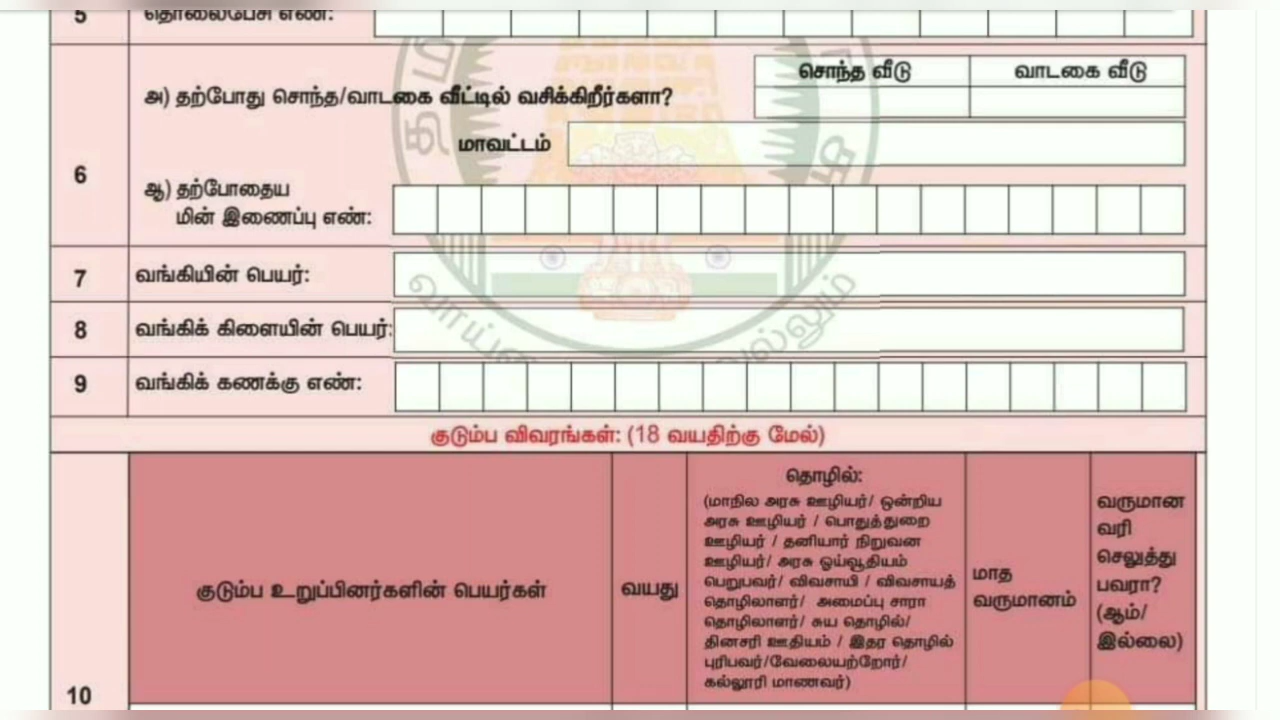 5
தொலைபேசி எண்:
6
அ) தற்போது சொந்த/வாடகை வீட்டில் வசிக்கிறீர்களா?
சொந்த வீடு
வாடகை வீடு
மாவட்டம்
ஆ) தற்போதைய
மின் இணைப்பு எண்:
7
வங்கியின் பெயர்:
8
வங்கிக் கிளையின் பெயர்:
9
வங்கிக் கணக்கு எண்:
குடும்ப விவரங்கள்: (18 வயதிற்கு மேல்)
10
குடும்ப உறுப்பினர்களின் பெயர்கள்
வயது
தொழில்:
(மாநில அரசு ஊழியர்/ ஒன்றிய
அரசு ஊழியர் / பொதுத்துறை
ஊழியர் / தனியார் நிறுவன
ஊழியர்/ அரசு ஓய்வூதியம்
பெறுபவர்/ விவசாயி / விவசாயத்
தொழிலாளர்/ அமைப்பு சாரா
தொழிலாளர்/ சுய தொழில்/
தினசரி ஊதியம் / இதர தொழில்
புரிபவர்/வேலையற்றோர்/
கல்லூரி மாணவர்)
மாத
வருமானம்
வருமான
வரி
செலுத்து
பவரா?
(ஆம்/
இல்லை)